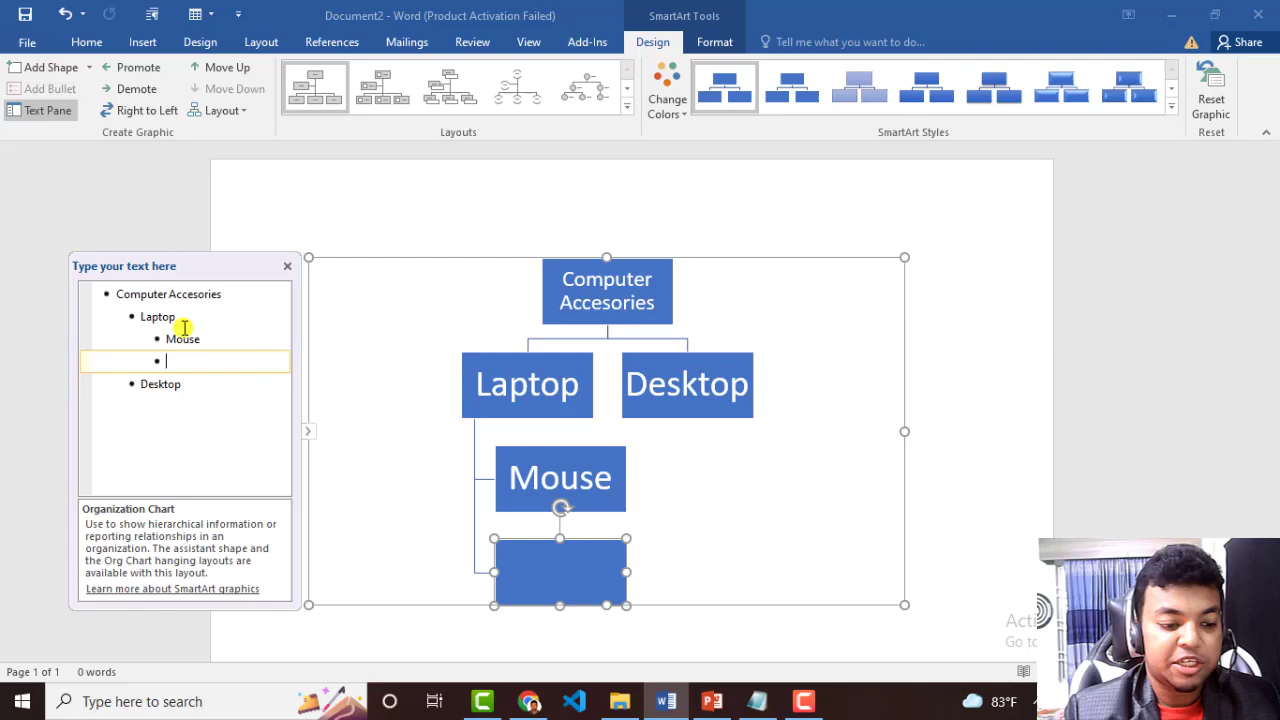 Document2 - Word (Product Activation Failed)
SmartArt Tools
File
Home
Insert
Design
Layout
References
Mailings
Review
View
Add-Ins
Design
Format
Tell me what you want to do...
Share
Add Shape
Promote
Move Up
Add Bullet
Demote
Move Down
Text Pane
Right to Left
Layout
Create Graphic
Layouts
Change
Colors
SmartArt Styles
Reset
Graphic
Reset
Type your text here
Computer Accesories
Laptop
Mouse
Desktop
Organization Chart
Use to show hierarchical information or
reporting relationships in an
organization. The assistant shape and
the Org Chart hanging layouts are
available with this layout.
Learn more about SmartArt graphics
Computer
Accesories
Laptop
Desktop
Mouse
Go to
Page 1 of 1
0 words
Type here to search
83°F